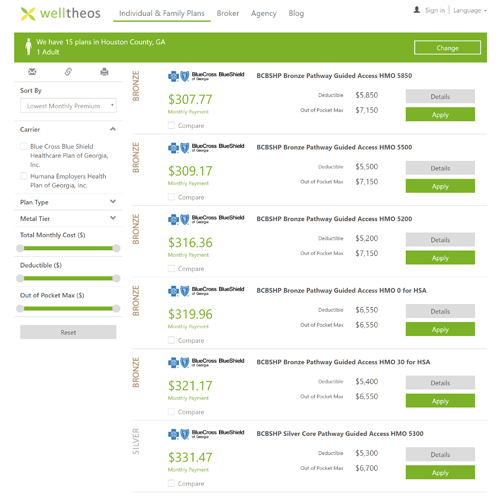 welltheos
Individual & Family Plans Broker Agency Blog
Sign in | Language
We have 15 plans in Houston County, GA
1 Adult
Change
Sort By
Lowest Monthly Premium
Carrier
Blue Cross Blue Shield
Healthcare Plan of Georgia,
Inc.
Humana Employers Health
Plan of Georgia, Inc.
Plan Type
Metal Tier
Total Monthly Cost ($)
Deductible ($)
Out of Pocket Max ($)
Reset
BRONZE
BlueCross BlueShield
of Georgia
BCBSHP Bronze Pathway Guided Access HMO 5850
$307.77
Monthly Payment
Deductible $5,850
Out of Pocket Max $7,150
Details
Apply
Compare
BRONZE
BlueCross BlueShield
of Georgia
BCBSHP Bronze Pathway Guided Access HMO 5500
$309.17
Monthly Payment
Deductible $5,500
Out of Pocket Max $7,150
Details
Apply
Compare
BRONZE
BlueCross BlueShield
of Georgia
BCBSHP Bronze Pathway Guided Access HMO 5200
$316.36
Monthly Payment
Deductible $5,200
Out of Pocket Max $7,150
Details
Apply
Compare
BRONZE
BlueCross BlueShield
of Georgia
BCBSHP Bronze Pathway Guided Access HMO 0 for HSA
$319.96
Monthly Payment
Deductible $6,550
Out of Pocket Max $6,550
Details
Apply
Compare
BRONZE
BlueCross BlueShield
of Georgia
BCBSHP Bronze Pathway Guided Access HMO 30 for HSA
$321.17
Monthly Payment
Deductible $5,400
Out of Pocket Max $6,550
Details
Apply
Compare
SILVER
BlueCross BlueShield
of Georgia
BCBSHP Silver Core Pathway Guided Access HMO 5300
$331.47
Monthly Payment
Deductible $5,300
Out of Pocket Max $6,700
Details
Apply
Compare